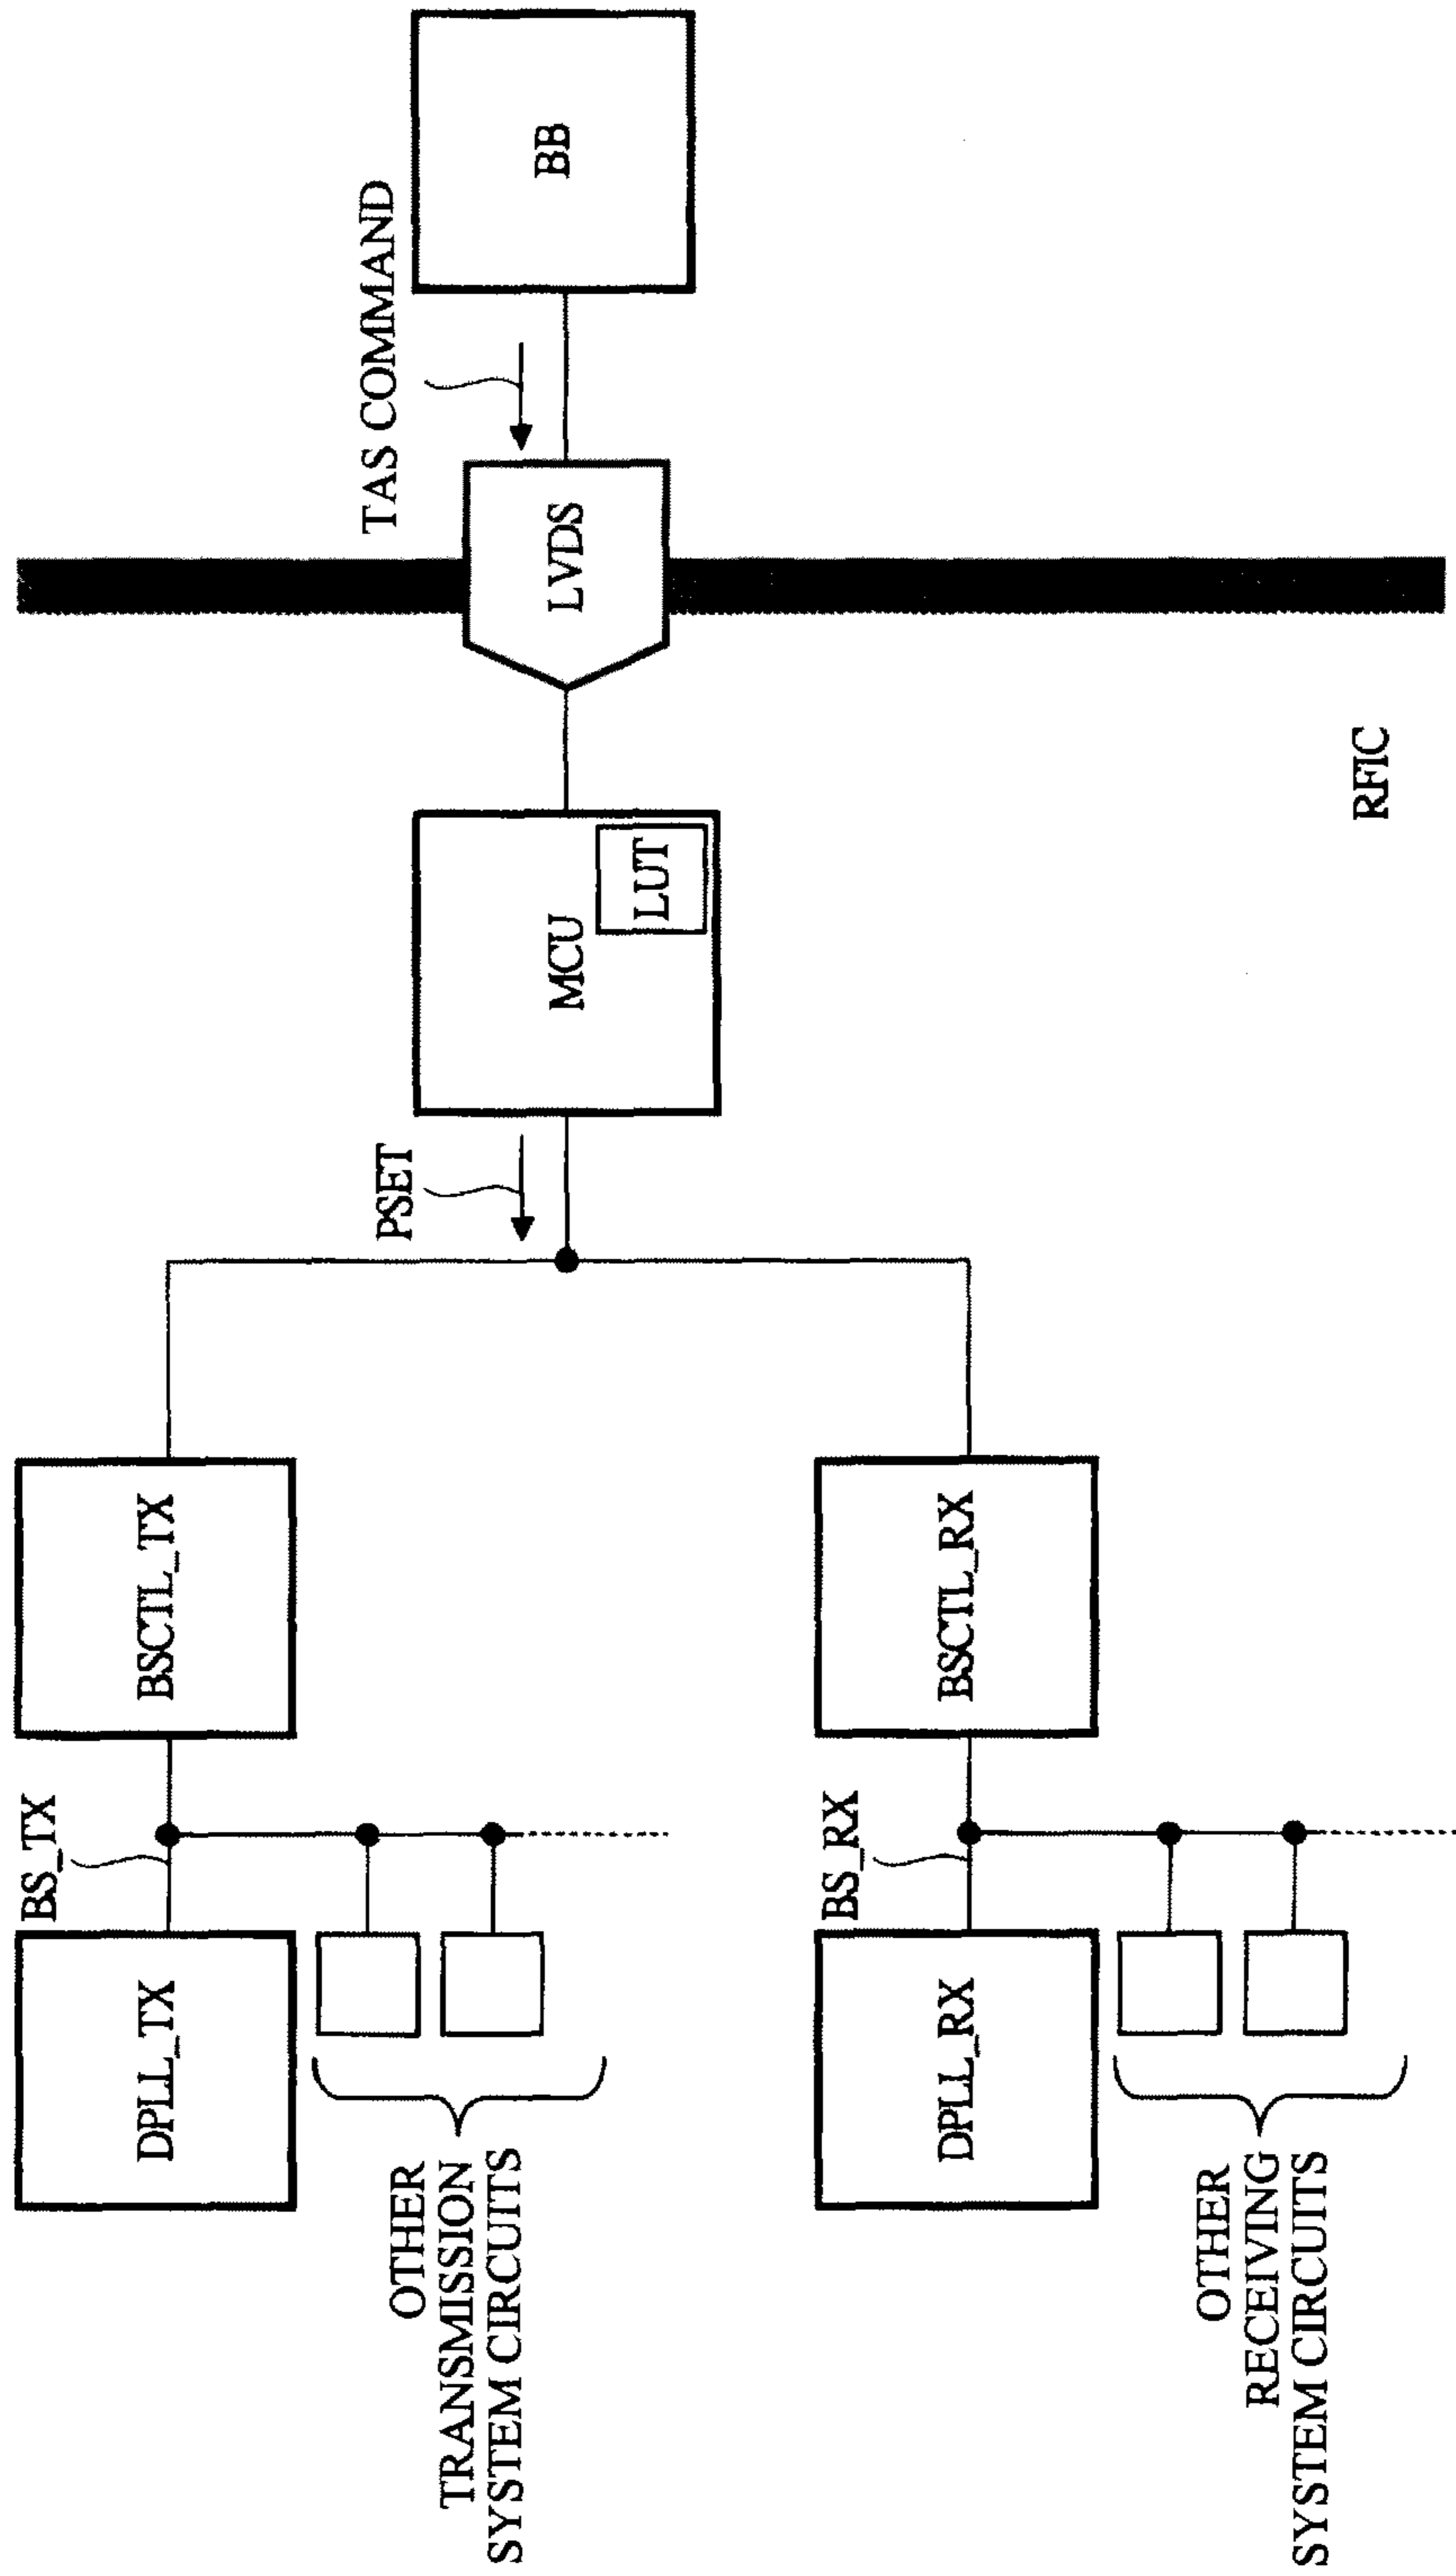 DPLL_TX
BS_TX
BSCTL_TX
PSET
MCU
LUT
LVDS
TAS COMMAND
BB
OTHER
TRANSMISSION
SYSTEM CIRCUITS
DPLL_RX
BS_RX
BSCTL_RX
OTHER
RECEIVING
SYSTEM CIRCUITS
RFIC